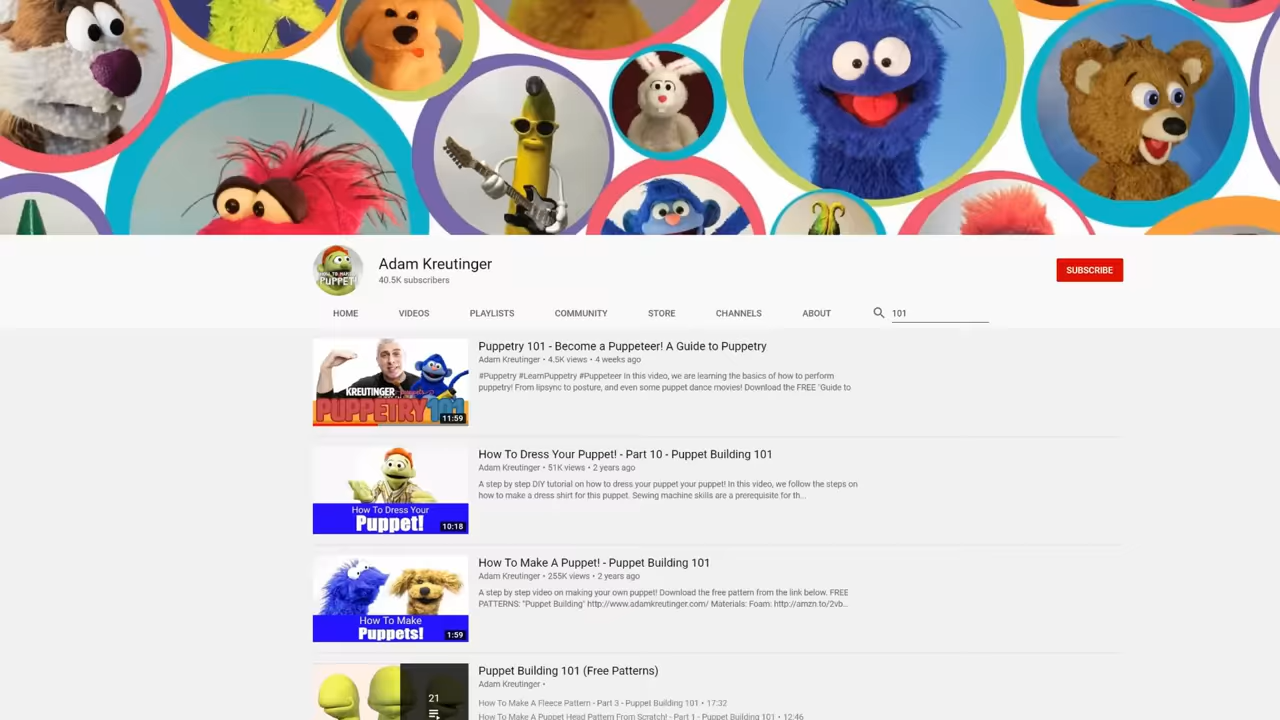 HOW TO MAKE
PUPPET!
Adam Kreutinger
40.5K subscribers
SUBSCRIBE
HOME VIDEOS PLAYLISTS COMMUNITY STORE CHANNELS ABOUT 101
KREUTINGER
PUPPETRY 101
11:59
Puppetry 101 - Become a Puppeteer! A Guide to Puppetry
Adam Kreutinger • 4.5K views • 4 weeks ago
#Puppetry #LearnPuppetry #Puppeteer In this video, we are learning the basics of how to perform
puppetry! From lipsync to posture, and even some puppet dance movies! Download the FREE "Guide to
How To Dress Your
Puppet!
10:18
How To Dress Your Puppet! - Part 10 - Puppet Building 101
Adam Kreutinger • 51K views • 2 years ago
A step by step DIY tutorial on how to dress your puppet your puppet! In this video, we follow the steps on
how to make a dress shirt for this puppet. Sewing machine skills are a prerequisite for th...
How To Make
Puppets!
1:59
How To Make A Puppet! - Puppet Building 101
Adam Kreutinger • 255K views • 2 years ago
A step by step video on making your own puppet! Download the free pattern from the link below. FREE
PATTERNS: "Puppet Building" http://www.adamkreutinger.com/ Materials: Foam: http://amzn.to/2vb...
21
Puppet Building 101 (Free Patterns)
Adam Kreutinger •
How To Make A Fleece Pattern - Part 3 - Puppet Building 101 • 17:32
How To Make A Puppet Head Pattern From Scratch! - Part 1 - Puppet Building 101 • 12:46